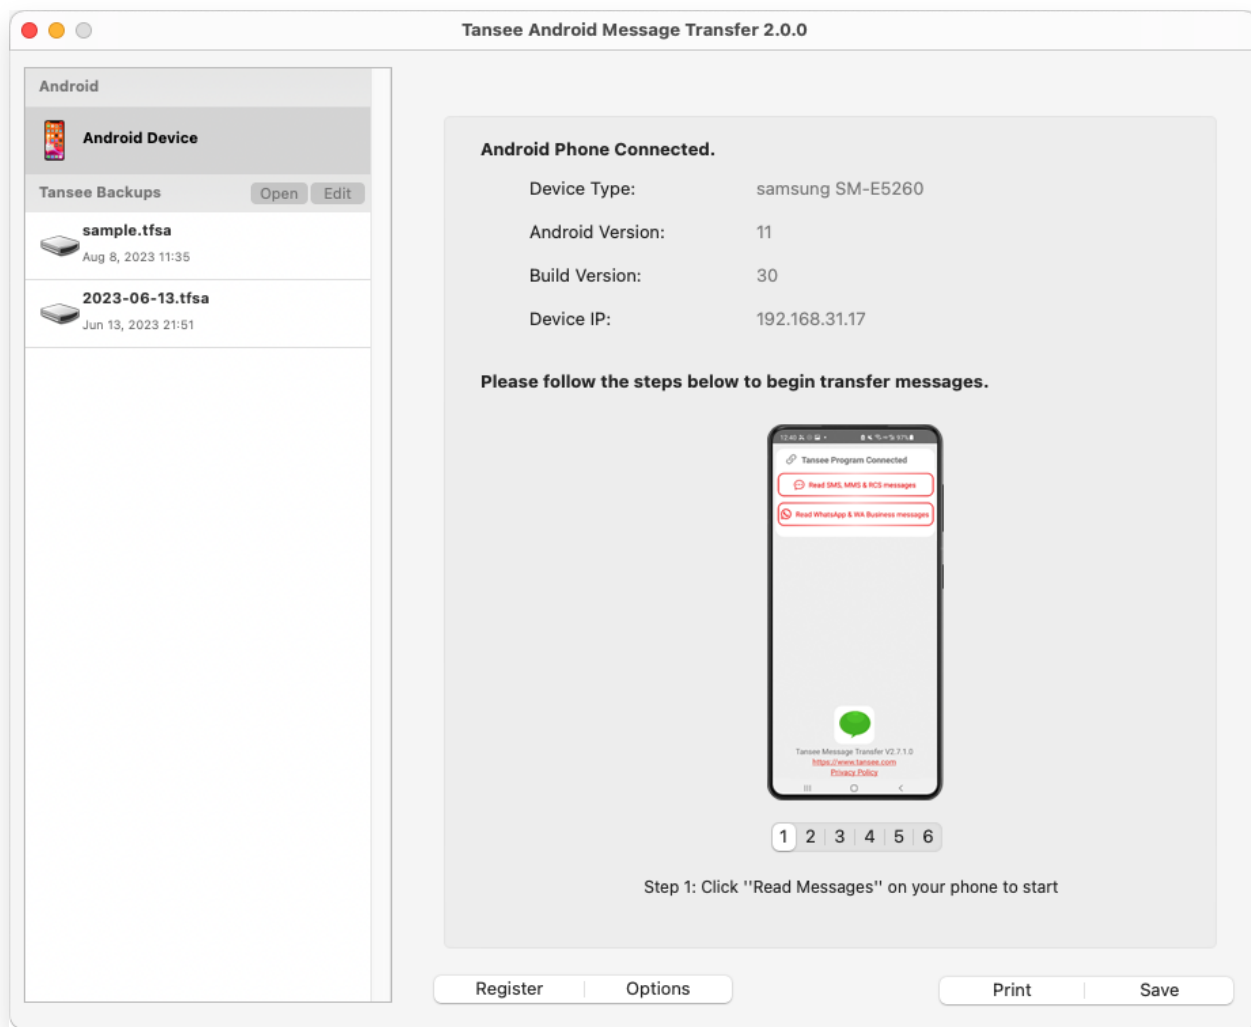 Tansee Android Message Transfer 2.0.0
Android
Android Device
Tansee Backups Open Edit
sample.tfsa
Aug 8, 2023 11:35
2023-06-13.tfsa
Jun 13, 2023 21:51
Android Phone Connected.
Device Type: samsung SM-E5260
Android Version: 11
Build Version: 30
Device IP: 192.168.31.17
Please follow the steps below to begin transfer messages.
12:40 97%
Tansee Program Connected
Read SMS, MMS & RCS messages
Read WhatsApp & WA Business messages
Tansee Message Transfer V2.7.1.0
https://www.tansee.com
Privacy Policy
1 2 3 4 5 6
Step 1: Click ''Read Messages'' on your phone to start
Register Options Print Save